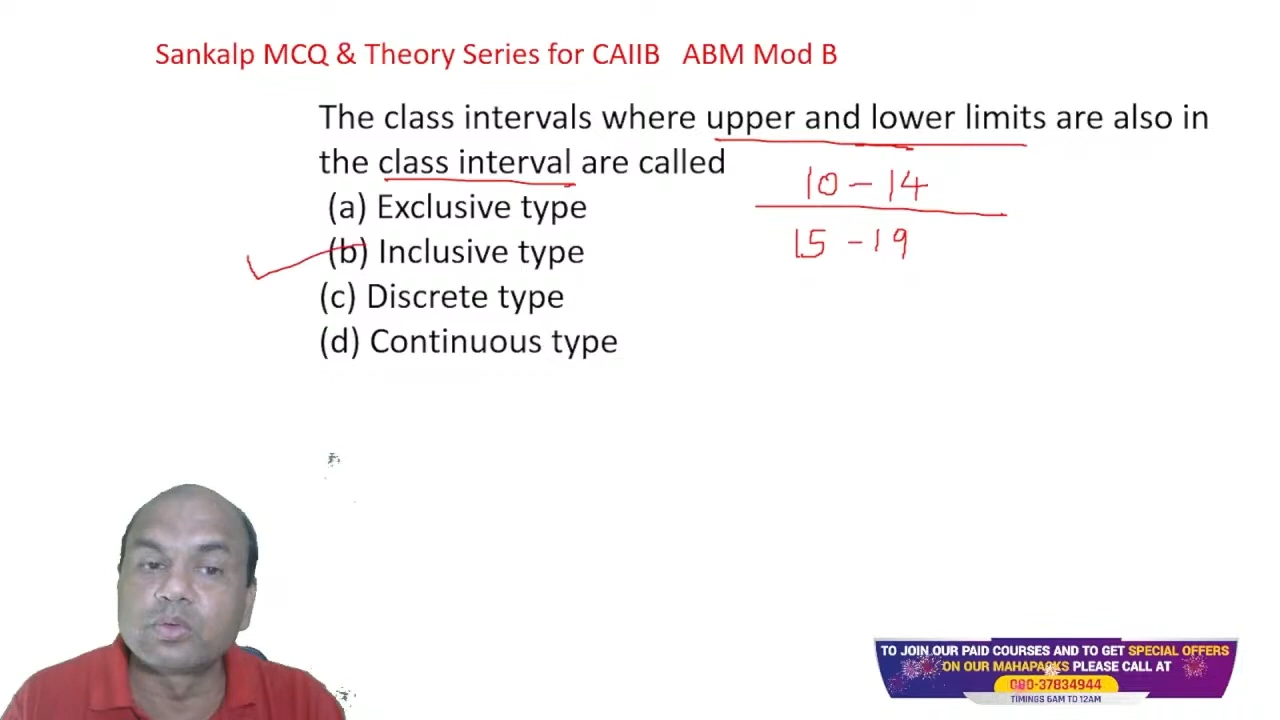 Sankalp MCQ & Theory Series for CAIIB ABM Mod B
The class intervals where upper and lower limits are also in
the class interval are called
10 - 14
(a) Exclusive type
15 - 19
(b) Inclusive type
(c) Discrete type
(d) Continuous type
TO JOIN OUR PAID COURSES AND TO GET SPECIAL OFFERS
ON OUR MAHAPACKS PLEASE CALL AT
080-37834944
TIMINGS 6AM TO 12AM